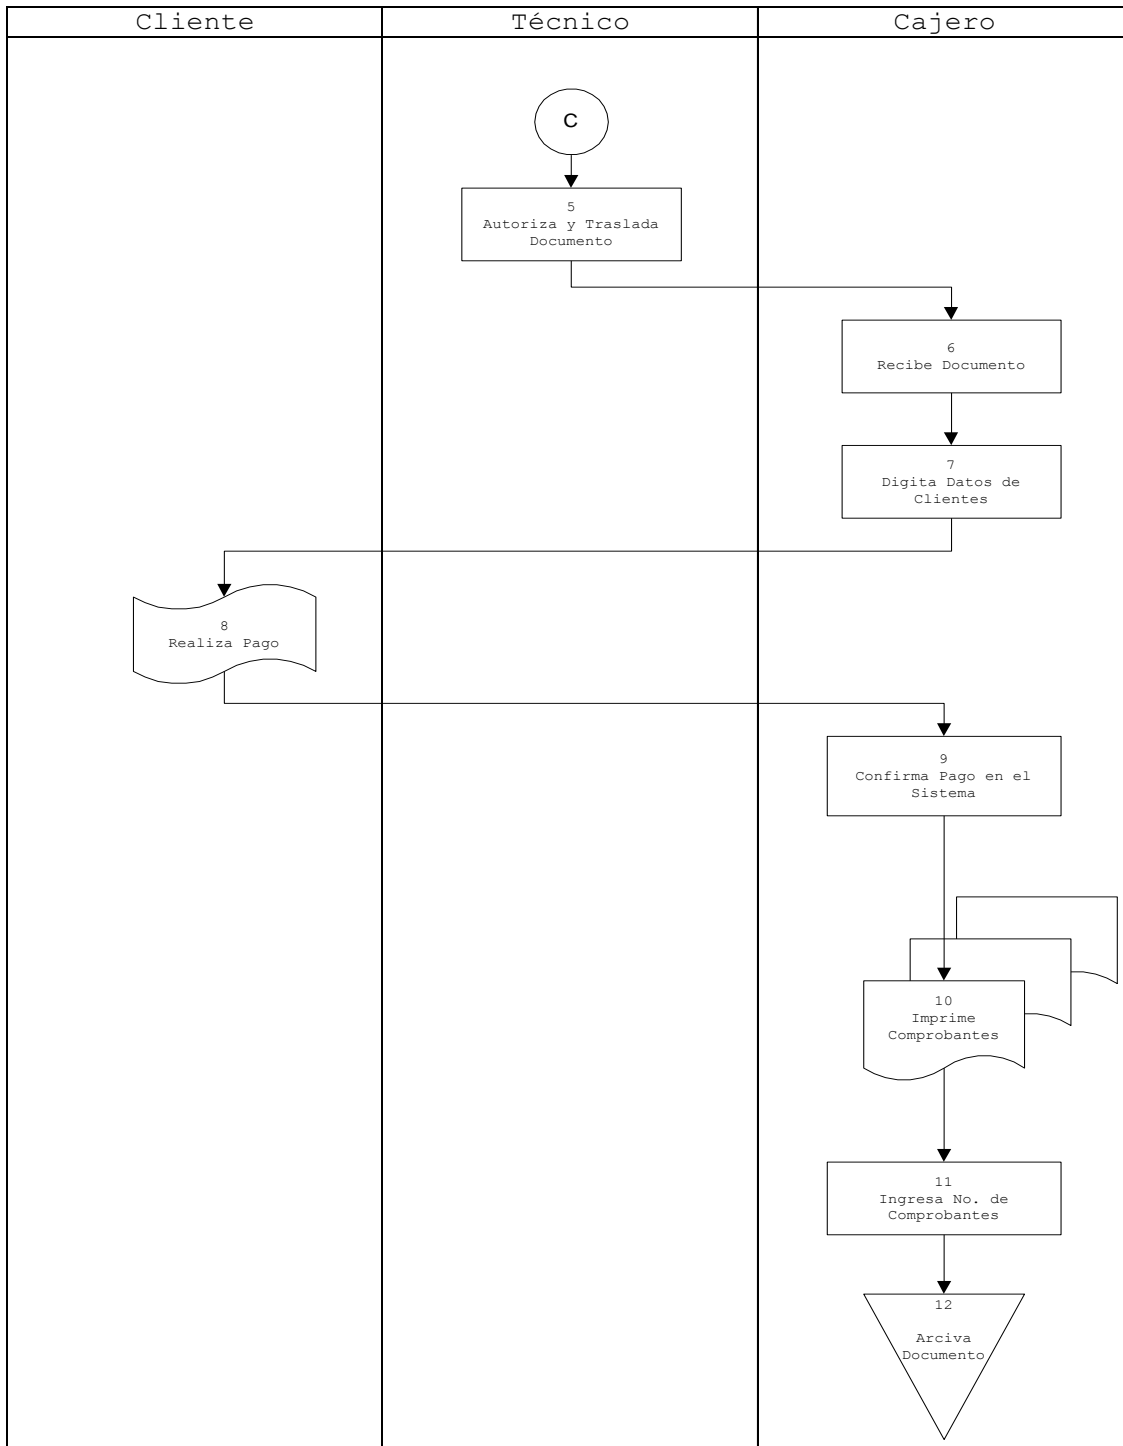 Cliente
Técnico
Cajero
C
5
Autoriza y Traslada
Documento
6
Recibe Documento
7
Digita Datos de
Clientes
8
Realiza Pago
9
Confirma Pago en el
Sistema
10
Imprime
Comprobantes
11
Ingresa No. de
Comprobantes
12
Arciva
Documento